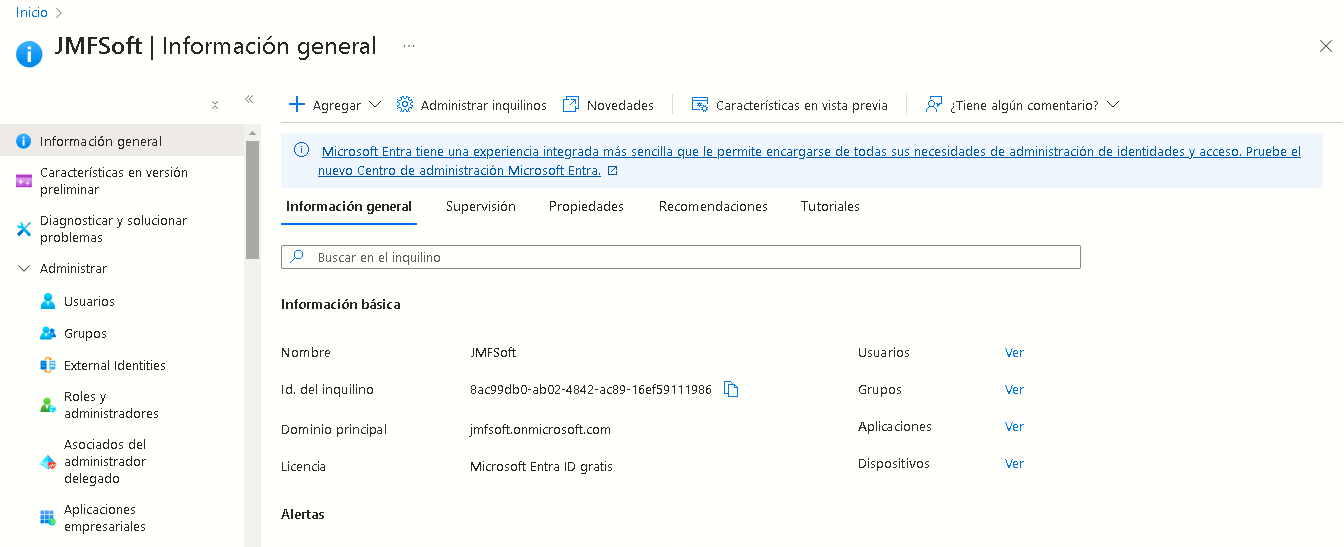 Inicio
JMFSoft | Información general
Agregar
Administrar inquilinos
Novedades
Características en vista previa
¿Tiene algún comentario?
Información general
Características en versión
preliminar
Diagnosticar y solucionar
problemas
Administrar
Usuarios
Grupos
External Identities
Roles y
administradores
Asociados del
administrador
delegado
Aplicaciones
empresariales
Microsoft Entra tiene una experiencia integrada más sencilla que le permite encargarse de todas sus necesidades de administración de identidades y acceso. Pruebe el
nuevo Centro de administración Microsoft Entra.
Información general
Supervisión
Propiedades
Recomendaciones
Tutoriales
Buscar en el inquilino
Información básica
Nombre
JMFSoft
Usuarios
Ver
Id. del inquilino
8ac99db0-ab02-4842-ac89-16ef59111986
Grupos
Ver
Dominio principal
jmfsoft.onmicrosoft.com
Aplicaciones
Ver
Licencia
Microsoft Entra ID gratis
Dispositivos
Ver
Alertas